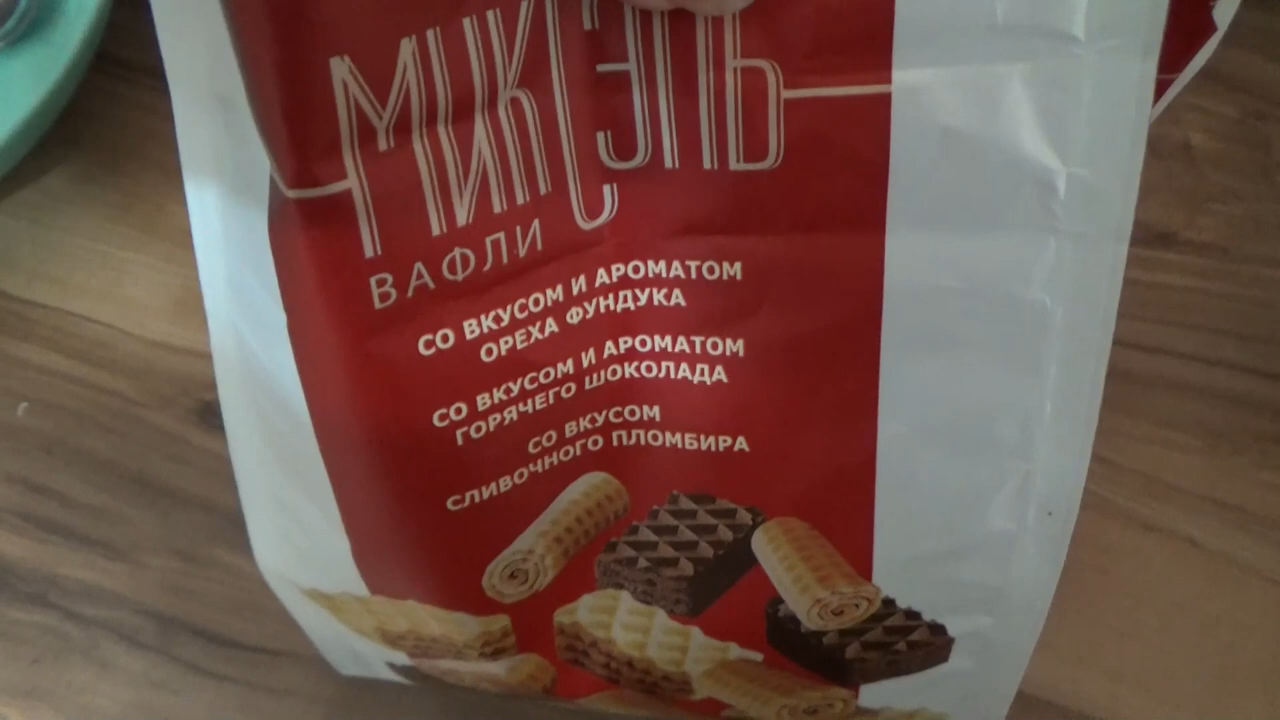 МИКСЭЛЬ
ВАФЛИ
СО ВКУСОМ И АРОМАТОМ
ОРЕХА ФУНДУКА
СО ВКУСОМ И АРОМАТОМ
ГОРЯЧЕГО ШОКОЛАДА
СО ВКУСОМ
СЛИВОЧНОГО ПЛОМБИРА